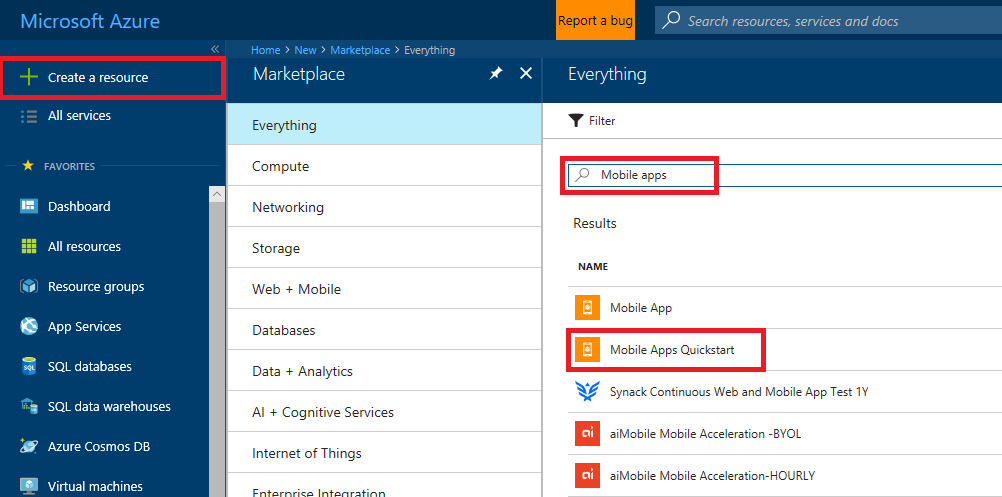 Microsoft Azure
Report a bug
Search resources, services and docs
Create a resource
All services
FAVORITES
Dashboard
All resources
Resource groups
App Services
SQL databases
SQL data warehouses
Azure Cosmos DB
Virtual machines
Home > New > Marketplace > Everything
Marketplace
Everything
Compute
Networking
Storage
Web + Mobile
Databases
Data + Analytics
AI + Cognitive Services
Internet of Things
Enterprise Integration
Everything
Filter
Mobile apps
Results
NAME
Mobile App
Mobile Apps Quickstart
Synack Continuous Web and Mobile App Test 1Y
ai aiMobile Mobile Acceleration -BYOL
ai aiMobile Mobile Acceleration-HOURLY